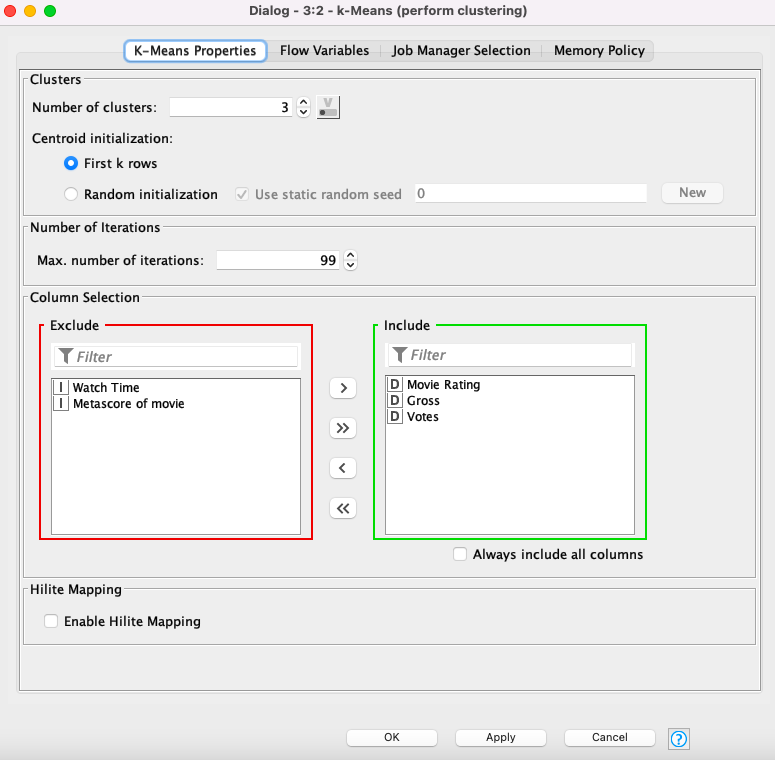 Dialog - 3:2 - k-Means (perform clustering)
K-Means Properties Flow Variables Job Manager Selection Memory Policy
Clusters
Number of clusters: 3 V
Centroid initialization:
First k rows
Random initialization Use static random seed 0 New
Number of Iterations
Max. number of iterations: 99
Column Selection
Exclude
Filter
I Watch Time
I Metascore of movie
> 
>>
<
<<
Include
Filter
D Movie Rating
D Gross
D Votes
Always include all columns
Hilite Mapping
Enable Hilite Mapping
OK Apply Cancel ?